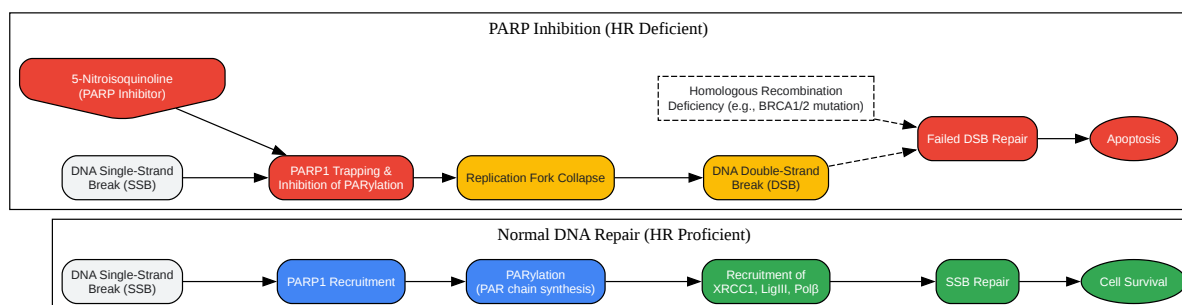 PARP Inhibition (HR Deficient)
5-Nitroisoquinoline
(PARP Inhibitor)
Homologous Recombination
Deficiency (e.g., BRCA1/2 mutation)
Failed DSB Repair
Apoptosis
DNA Single-Strand
Break (SSB)
PARP1 Trapping &
Inhibition of PARylation
Replication Fork Collapse
DNA Double-Strand
Break (DSB)
Normal DNA Repair (HR Proficient)
DNA Single-Strand
Break (SSB)
PARP1 Recruitment
PARylation
(PAR chain synthesis)
Recruitment of
XRCC1, LigIII, Polβ
SSB Repair
Cell Survival